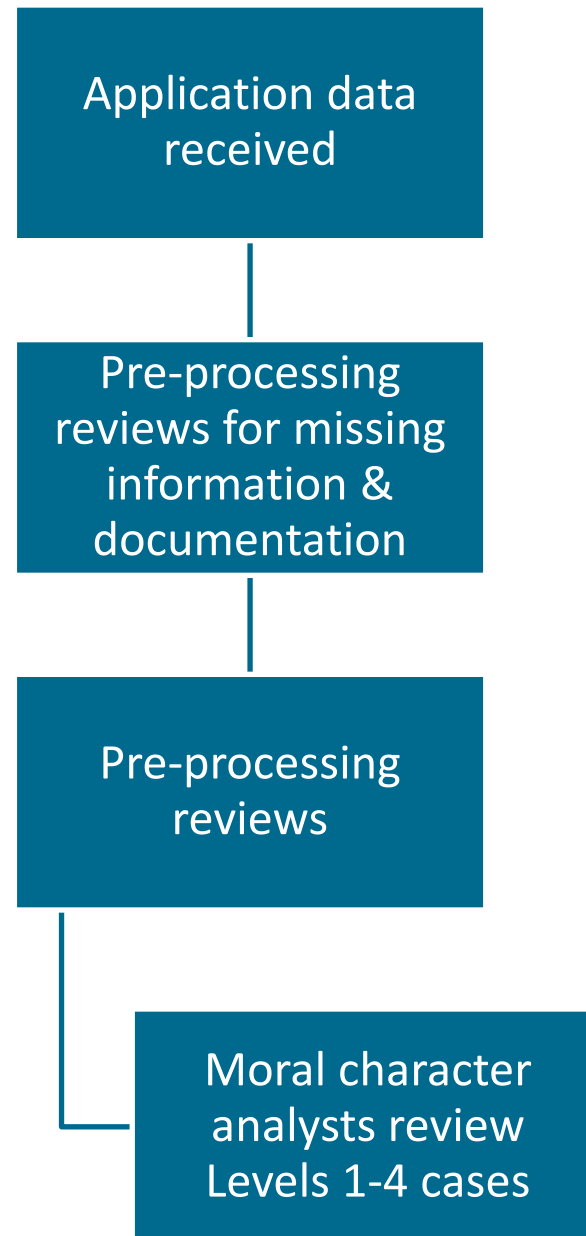 Application data
received
Pre-processing
reviews for missing
information &
documentation
Pre-processing
reviews
Moral character
analysts review
Levels 1-4 cases